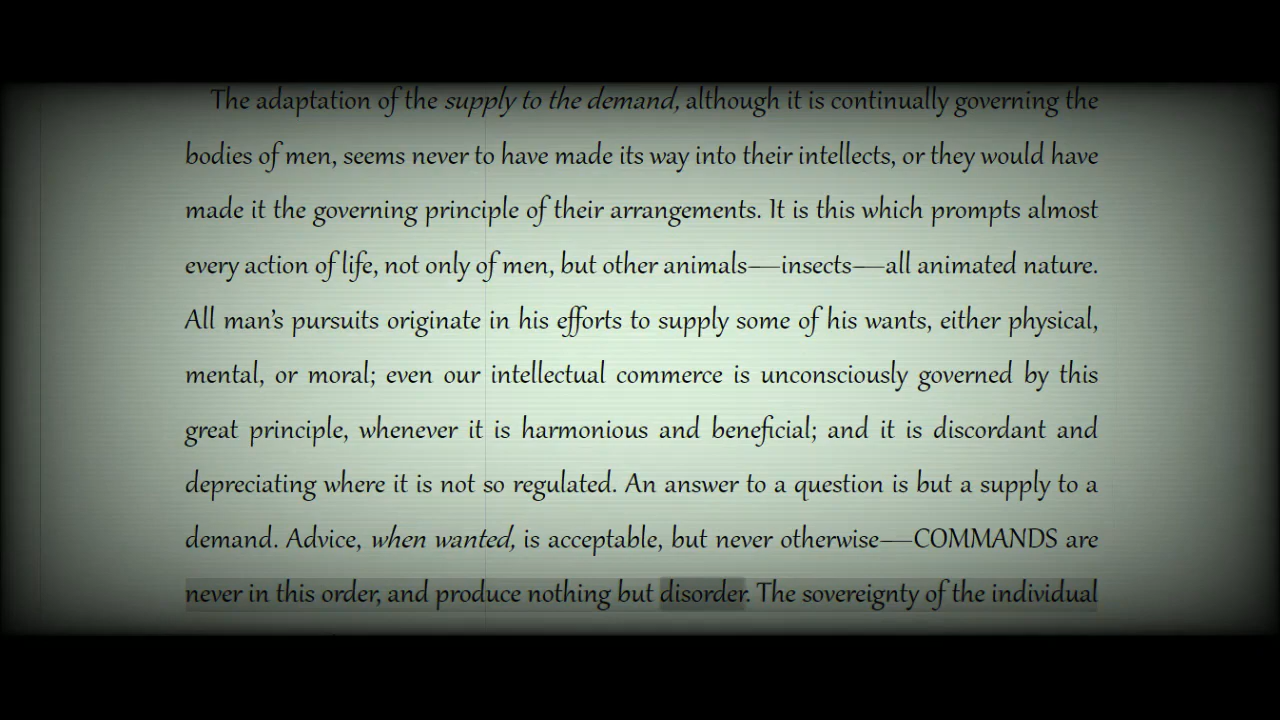 The adaptation of the supply to the demand, although it is continually governing the
bodies of men, seems never to have made its way into their intellects, or they would have
made it the governing principle of their arrangements. It is this which prompts almost
every action of life, not only of men, but other animals—insects—all animated nature.
All man’s pursuits originate in his efforts to supply some of his wants, either physical,
mental, or moral; even our intellectual commerce is unconsciously governed by this
great principle, whenever it is harmonious and beneficial; and it is discordant and
depreciating where it is not so regulated. An answer to a question is but a supply to a
demand. Advice, when wanted, is acceptable, but never otherwise—COMMANDS are
never in this order, and produce nothing but disorder. The sovereignty of the individual